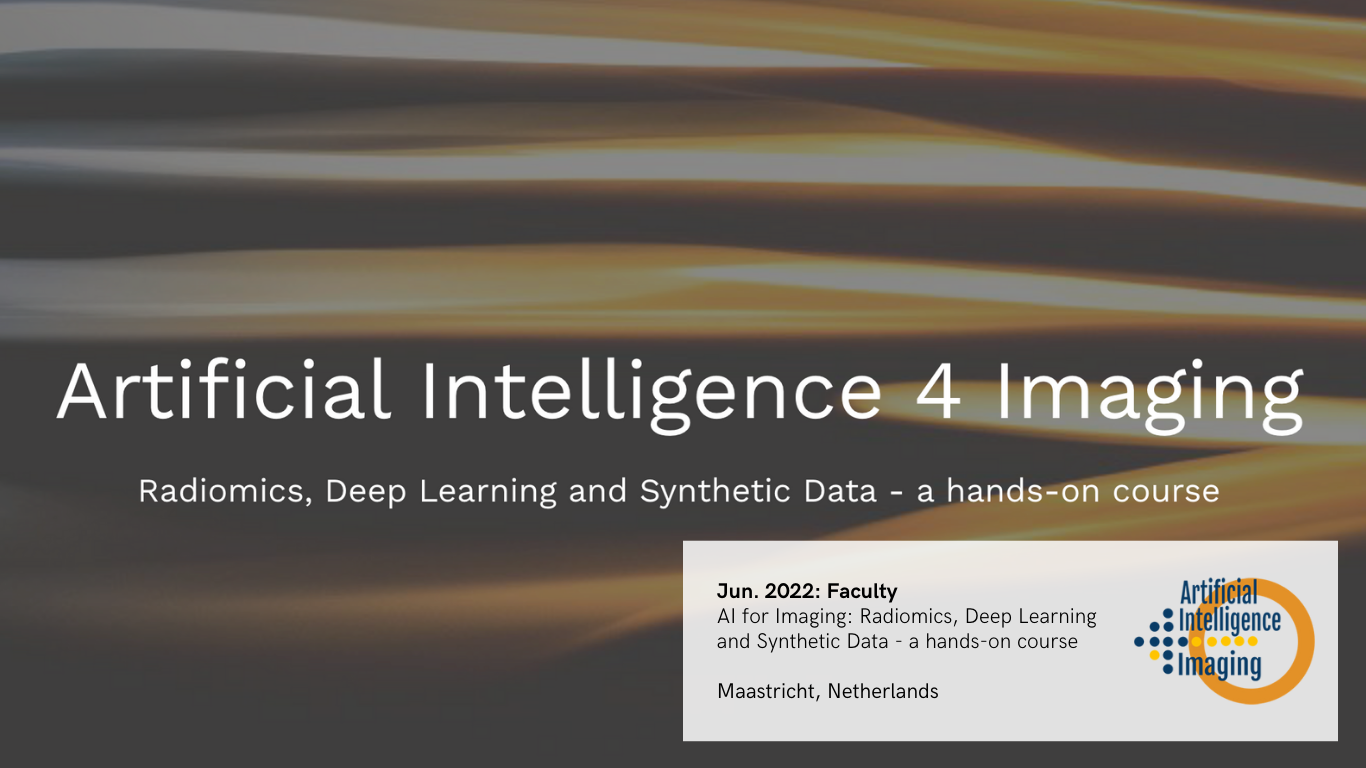 Artificial Intelligence 4 Imaging
Radiomics, Deep Learning and Synthetic Data - a hands-on course
Jun. 2022: Faculty
AI for Imaging: Radiomics, Deep Learning
and Synthetic Data - a hands-on course
Maastricht, Netherlands
Artificial
Intelligence
Imaging